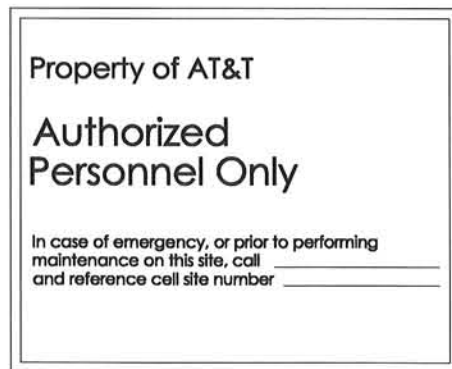 Property of AT&T
Authorized
Personnel Only
In case of emergency, or prior to performing
maintenance on this site, call
and reference cell site number